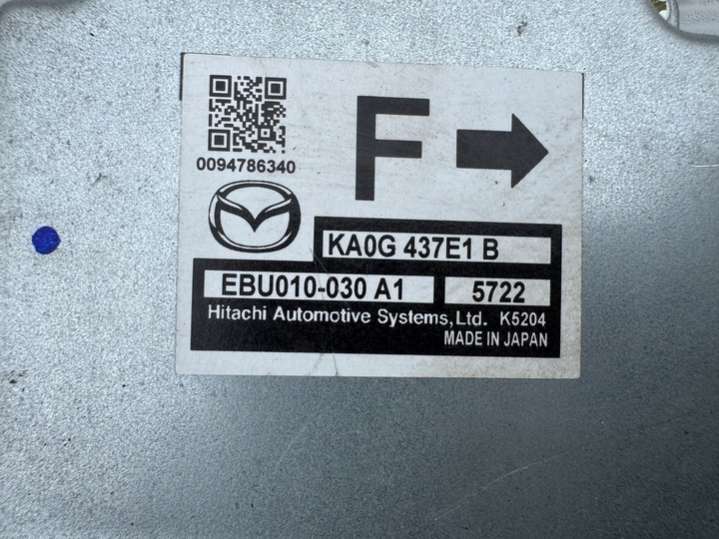 F
0094786340
KA0G 437E1 B
EBU010-030 A1 5722
Hitachi Automotive Systems,Ltd. K5204
MADE IN JAPAN